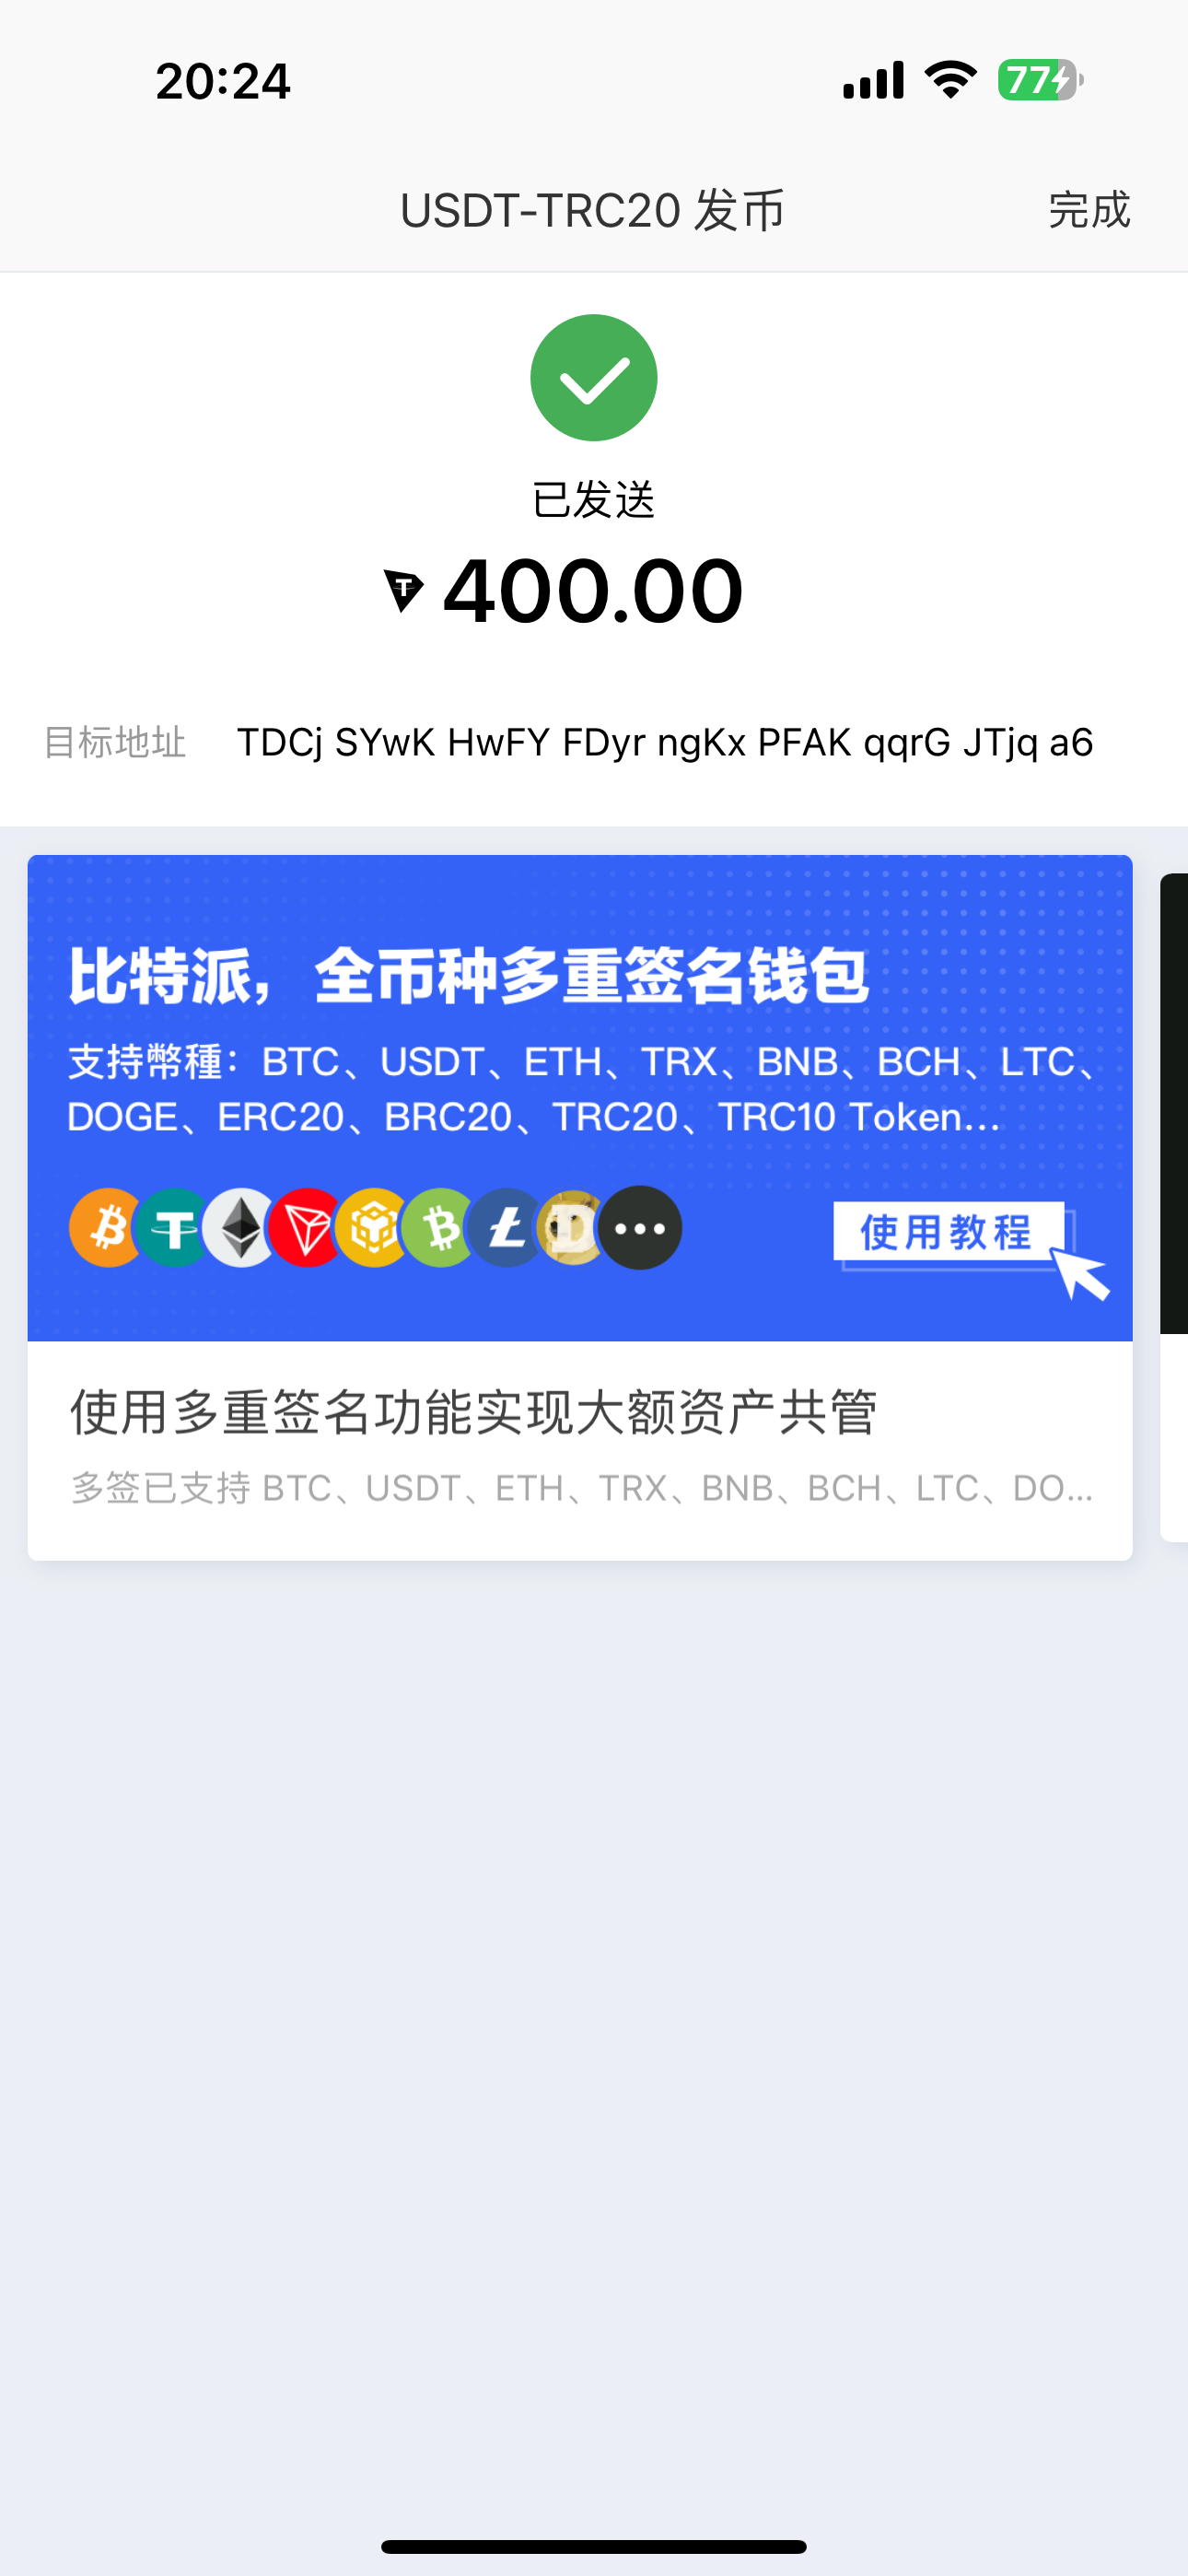 20:24
77
USDT-TRC20 发币
完成
已发送
400.00
目标地址 TDCj SYwK HwFY FDyr ngKx PFAK qqrG JTjq a6
比特派，全币种多重签名钱包
支持幣種：BTC、USDT、ETH、TRX、BNB、BCH、LTC、
DOGE、ERC20、BRC20、TRC20、TRC10 Token...
使用教程
使用多重签名功能实现大额资产共管
多签已支持 BTC、USDT、ETH、TRX、BNB、BCH、LTC、DO...